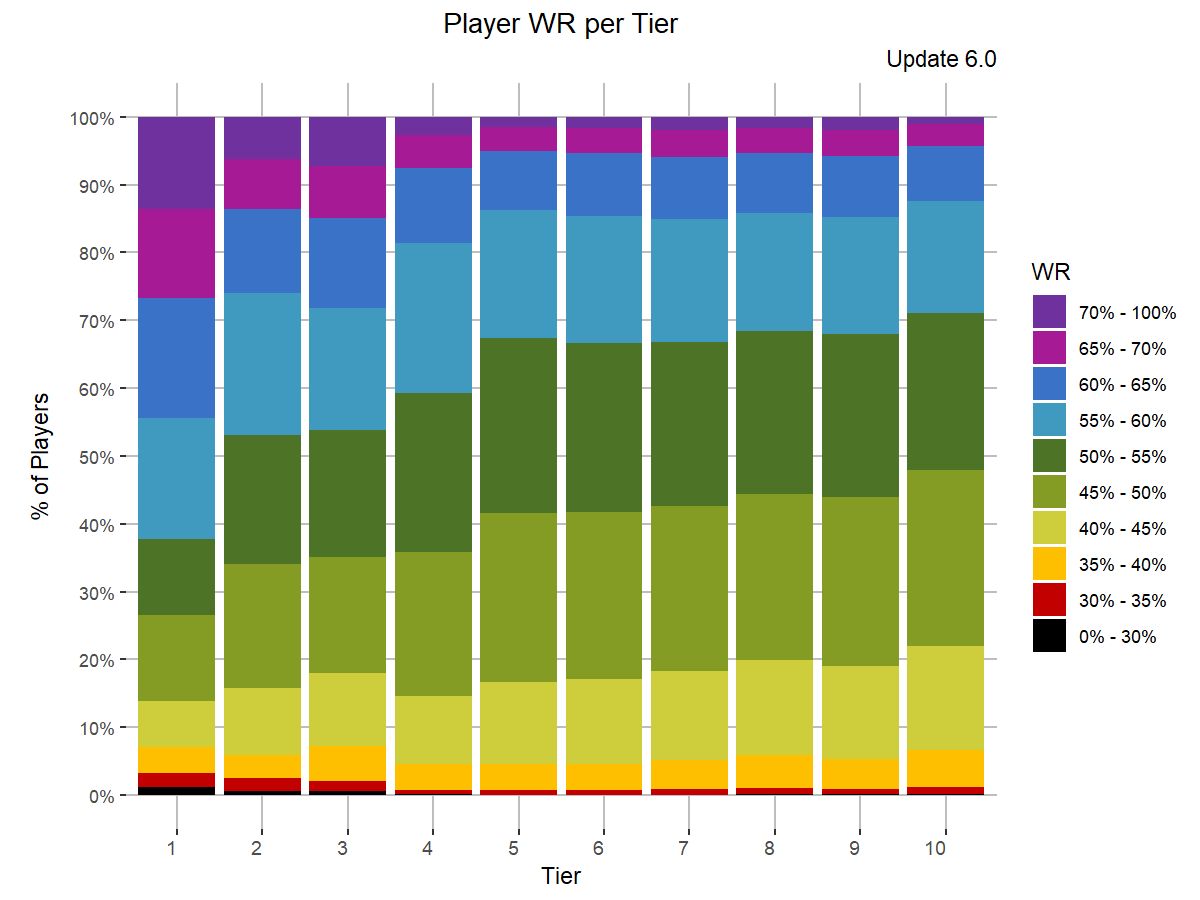 Player WR per Tier
Update 6.0
% of Players
100%
90%
80%
70%
60%
50%
40%
30%
20%
10%
0%
1 2 3 4 5 6 7 8 9 10
Tier
WR
70% - 100%
65% - 70%
60% - 65%
55% - 60%
50% - 55%
45% - 50%
40% - 45%
35% - 40%
30% - 35%
0% - 30%